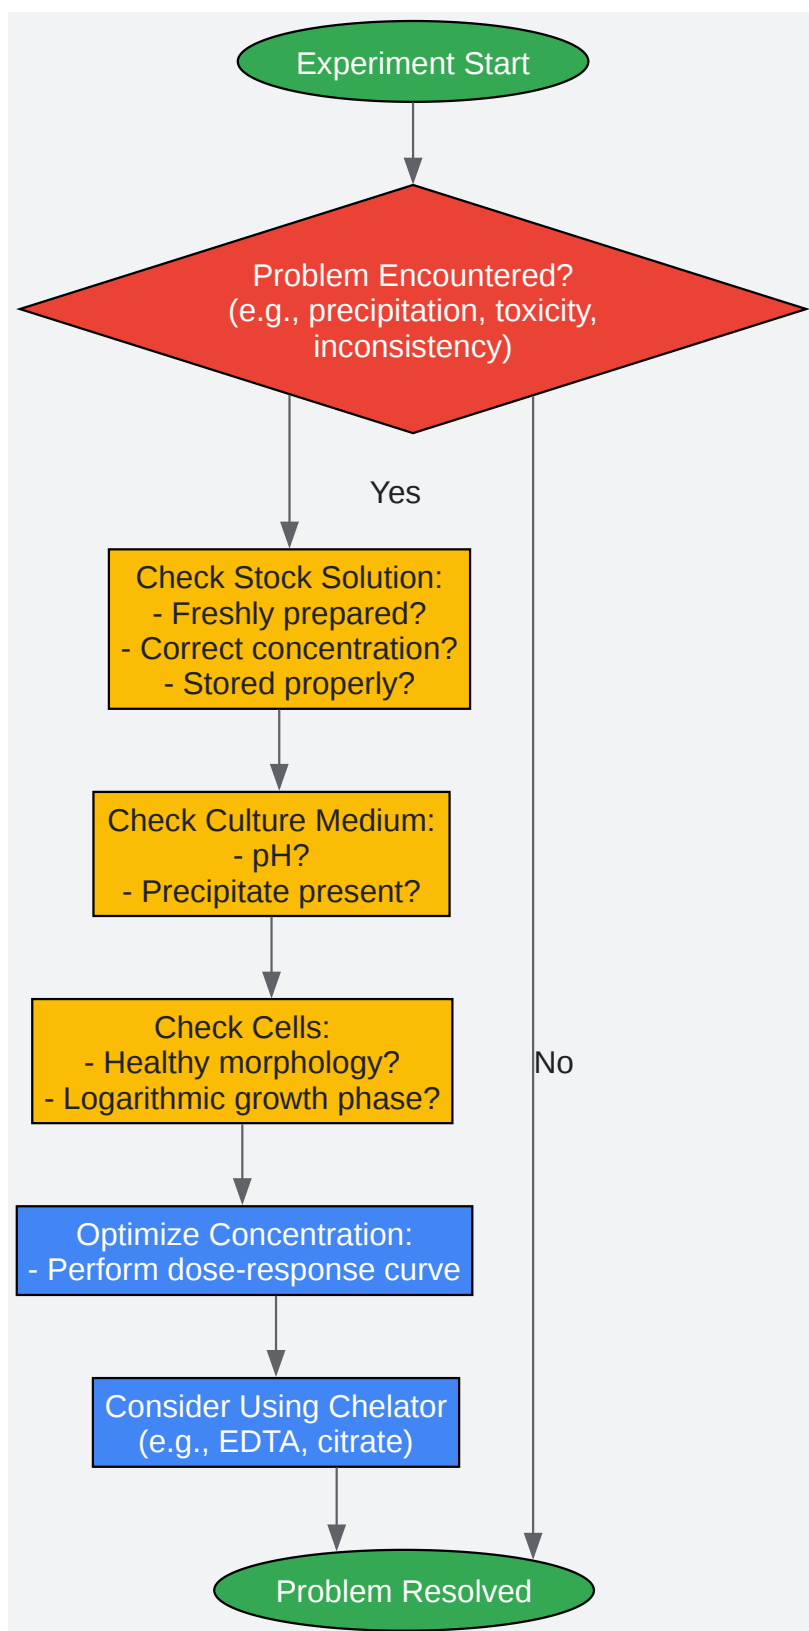 Experiment Start
Problem Encountered?
(e.g., precipitation, toxicity,
inconsistency)
Yes
Check Stock Solution:
- Freshly prepared?
- Correct concentration?
- Stored properly?
Check Culture Medium:
- pH?
- Precipitate present?
Check Cells:
- Healthy morphology?
- Logarithmic growth phase?
No
Optimize Concentration:
- Perform dose-response curve
Consider Using Chelator
(e.g., EDTA, citrate)
Problem Resolved